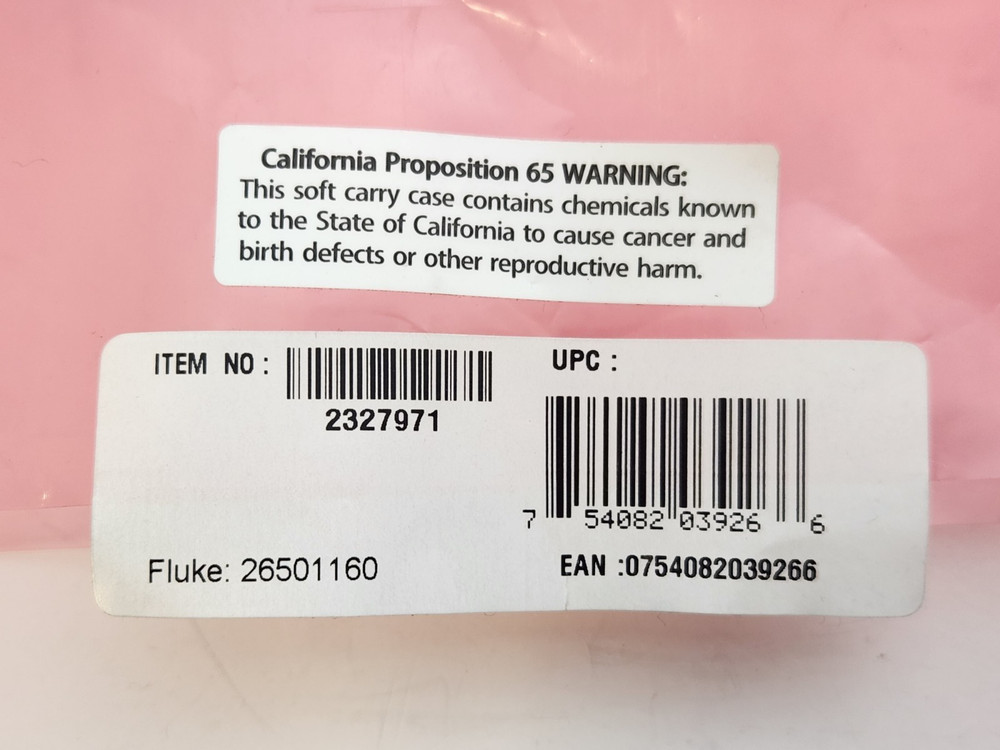 California Proposition 65 WARNING:
This soft carry case contains chemicals known
to the State of California to cause cancer and
birth defects or other reproductive harm.
ITEM NO :
2327971
UPC :
7 54082 03926 6
Fluke: 26501160
EAN :0754082039266